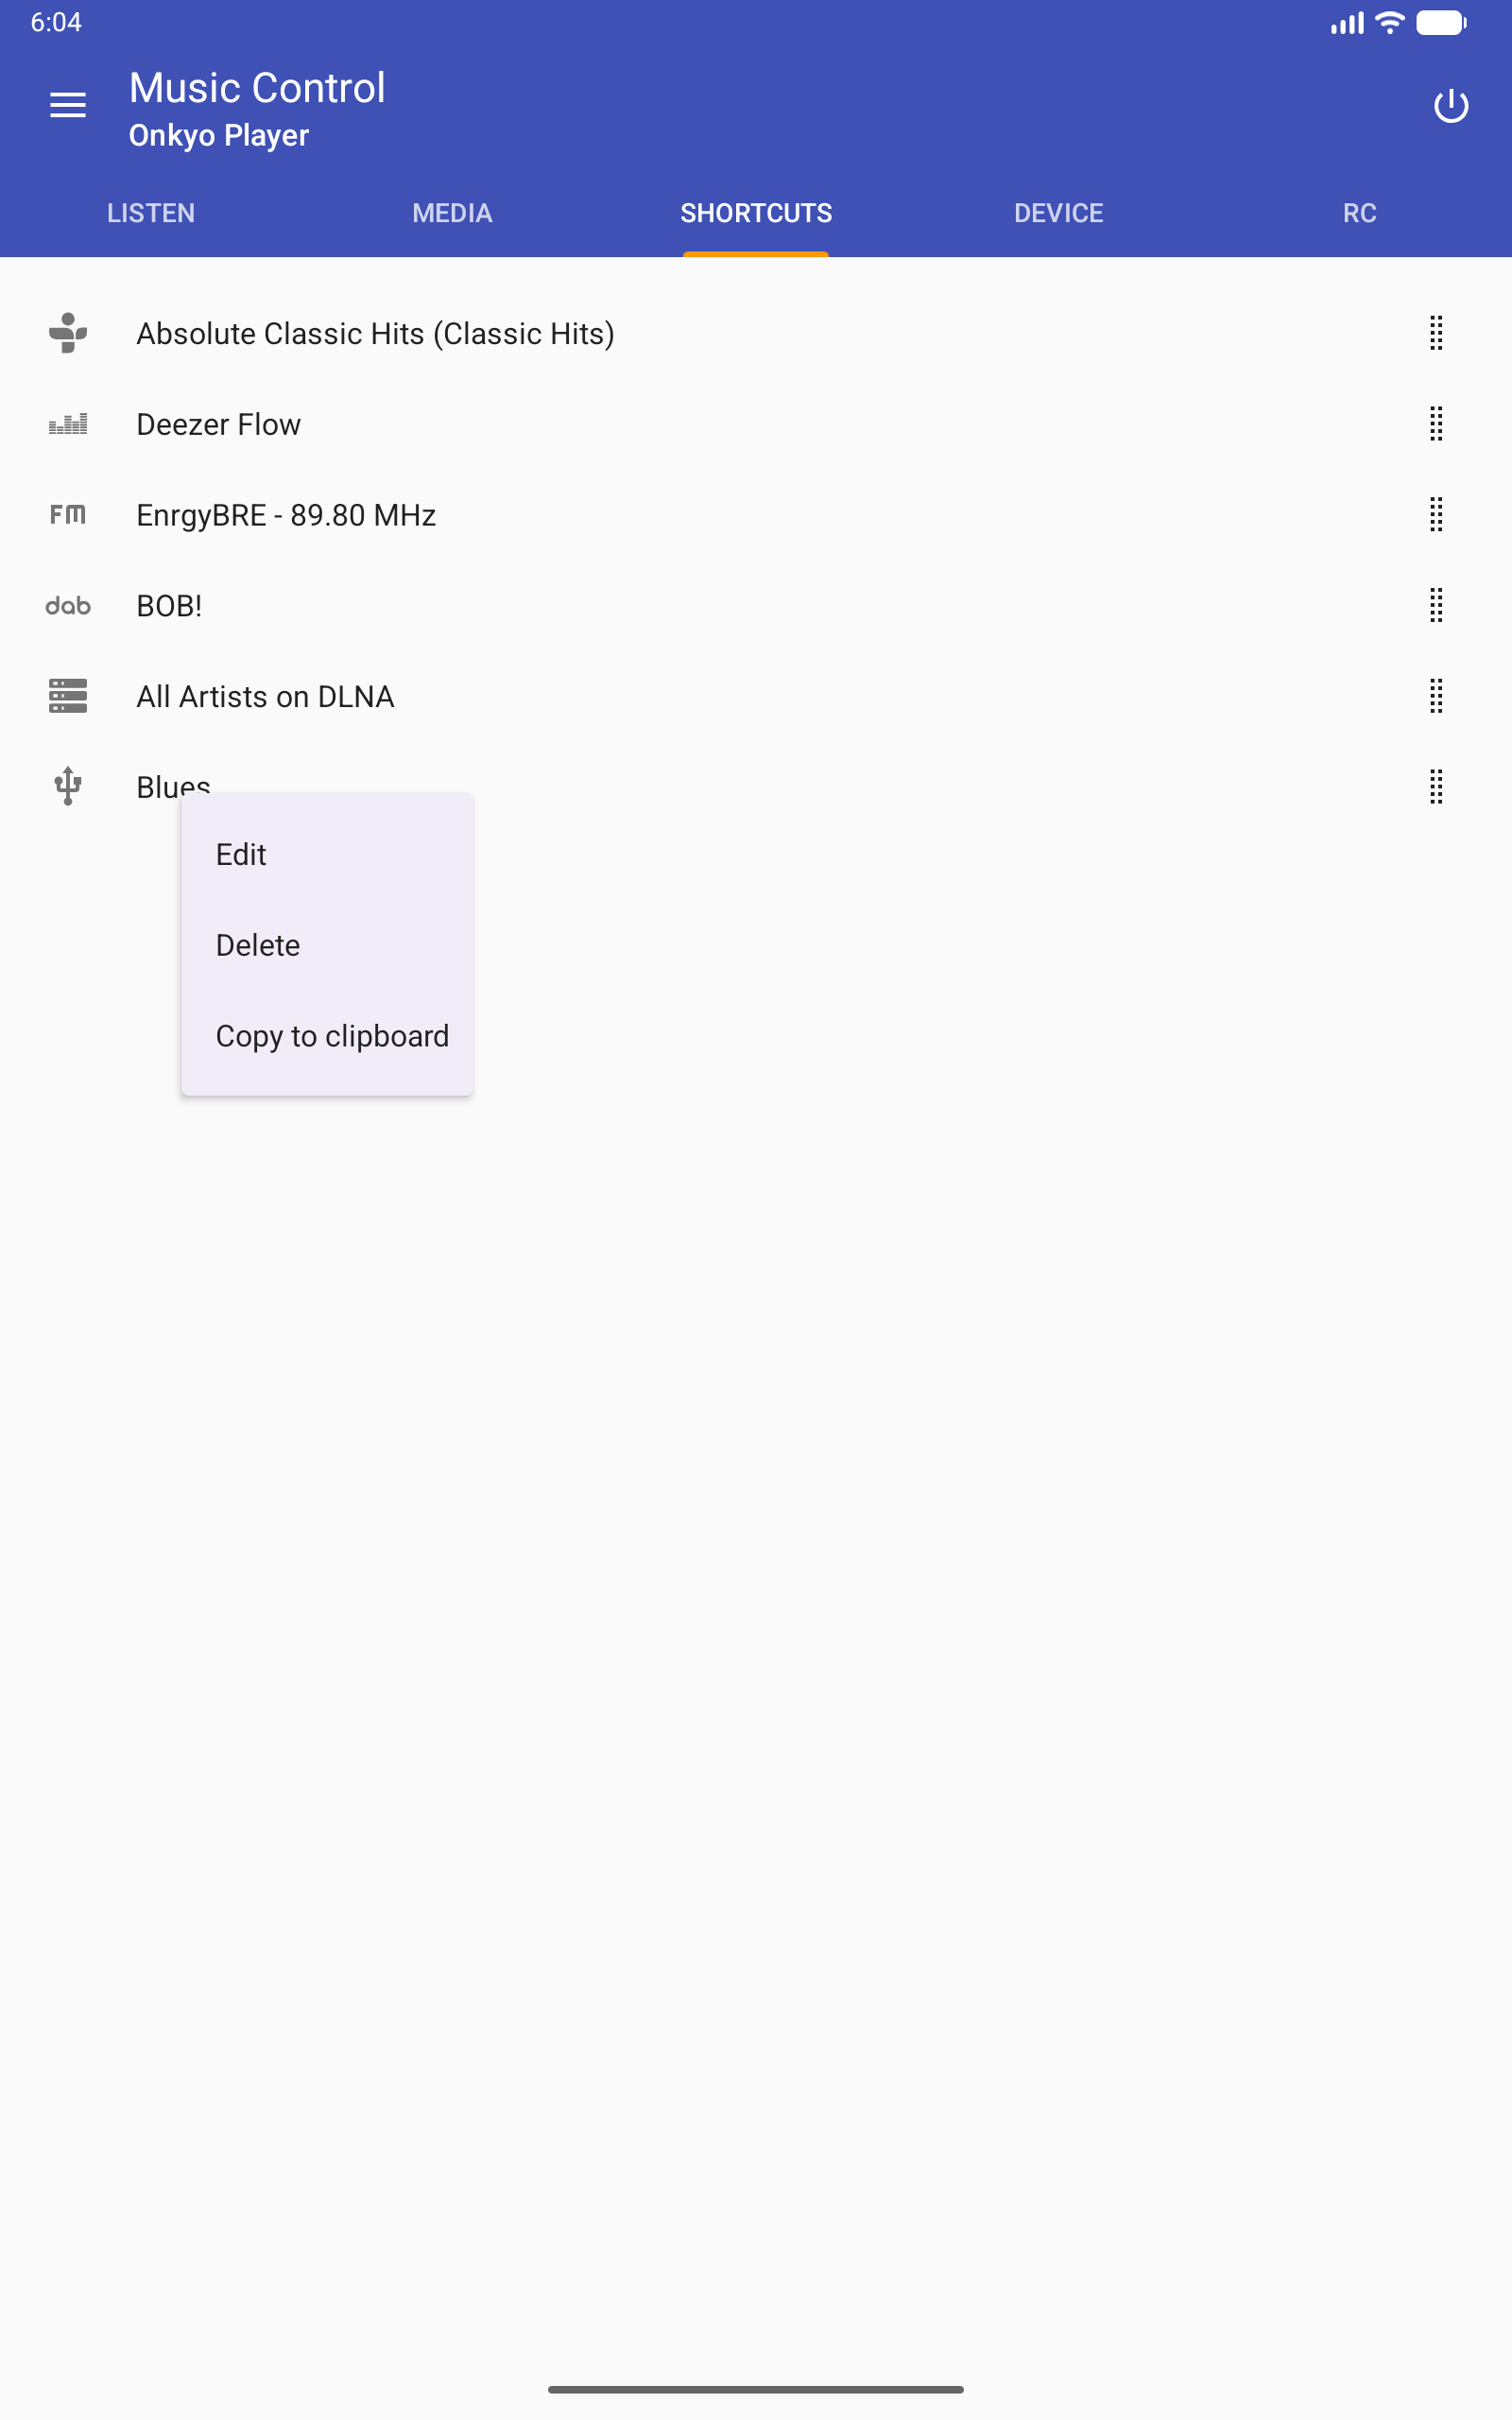 6:04
Music Control
Onkyo Player
LISTEN
MEDIA
SHORTCUTS
DEVICE
RC
Absolute Classic Hits (Classic Hits)
Deezer Flow
FM
EnrgyBRE - 89.80 MHz
dab
BOB!
All Artists on DLNA
Blues
Edit
Delete
Copy to clipboard